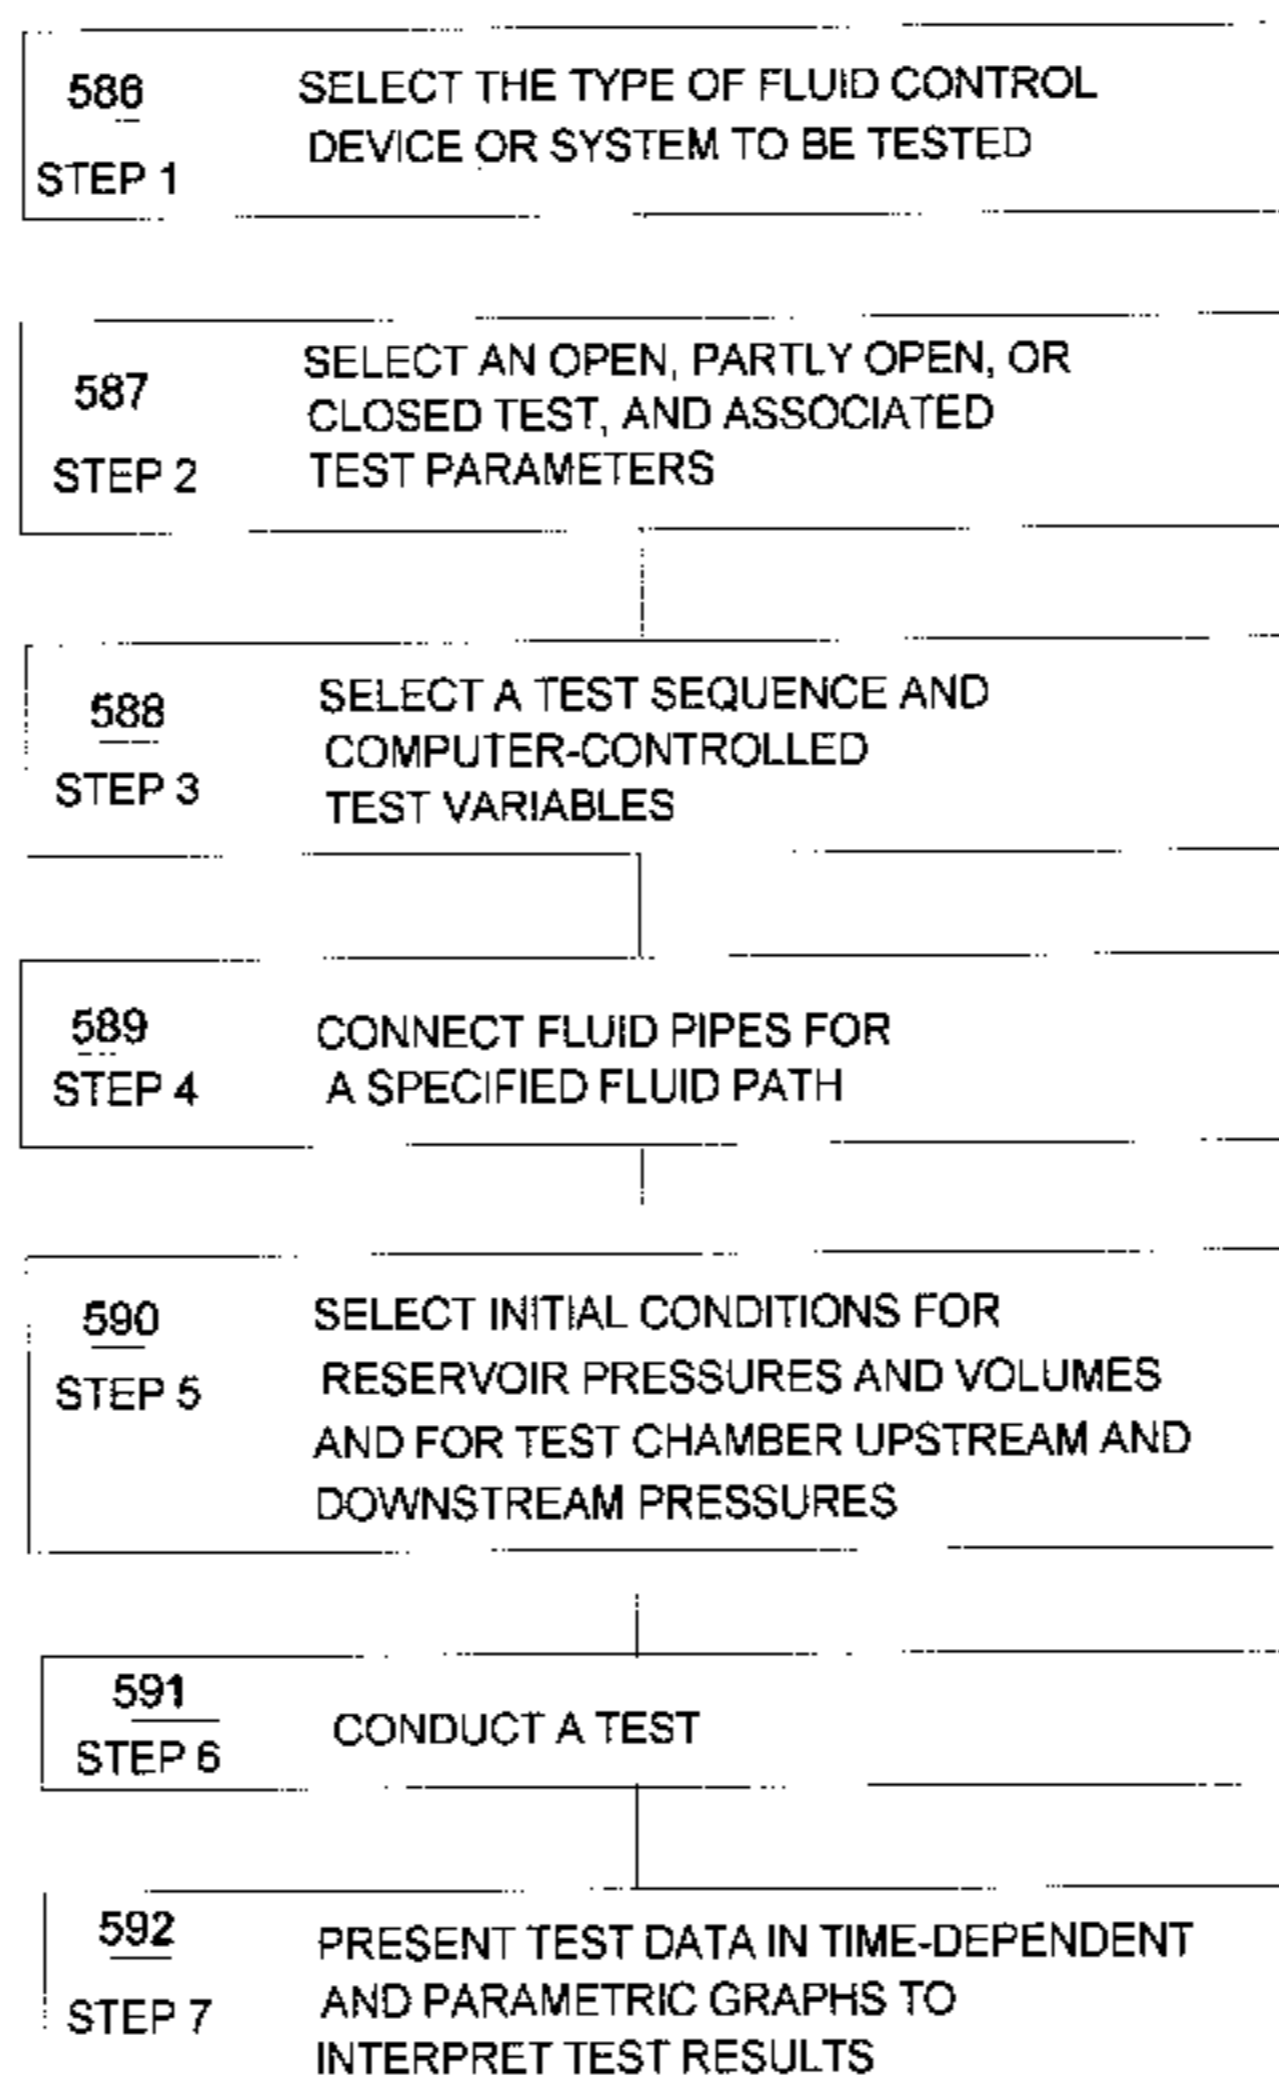 586
SELECT THE TYPE OF FLUID CONTROL
DEVICE OR SYSTEM TO BE TESTED
STEP 1
587
SELECT AN OPEN, PARTLY OPEN, OR
CLOSED TEST, AND ASSOCIATED
TEST PARAMETERS
STEP 2
588
SELECT A TEST SEQUENCE AND
COMPUTER-CONTROLLED
TEST VARIABLES
STEP 3
589
CONNECT FLUID PIPES FOR
A SPECIFIED FLUID PATH
STEP 4
590
SELECT INITIAL CONDITIONS FOR
RESERVOIR PRESSURES AND VOLUMES
AND FOR TEST CHAMBER UPSTREAM AND
DOWNSTREAM PRESSURES
STEP 5
591
CONDUCT A TEST
STEP 6
592
PRESENT TEST DATA IN TIME-DEPENDENT
AND PARAMETRIC GRAPHS TO
INTERPRET TEST RESULTS
STEP 7